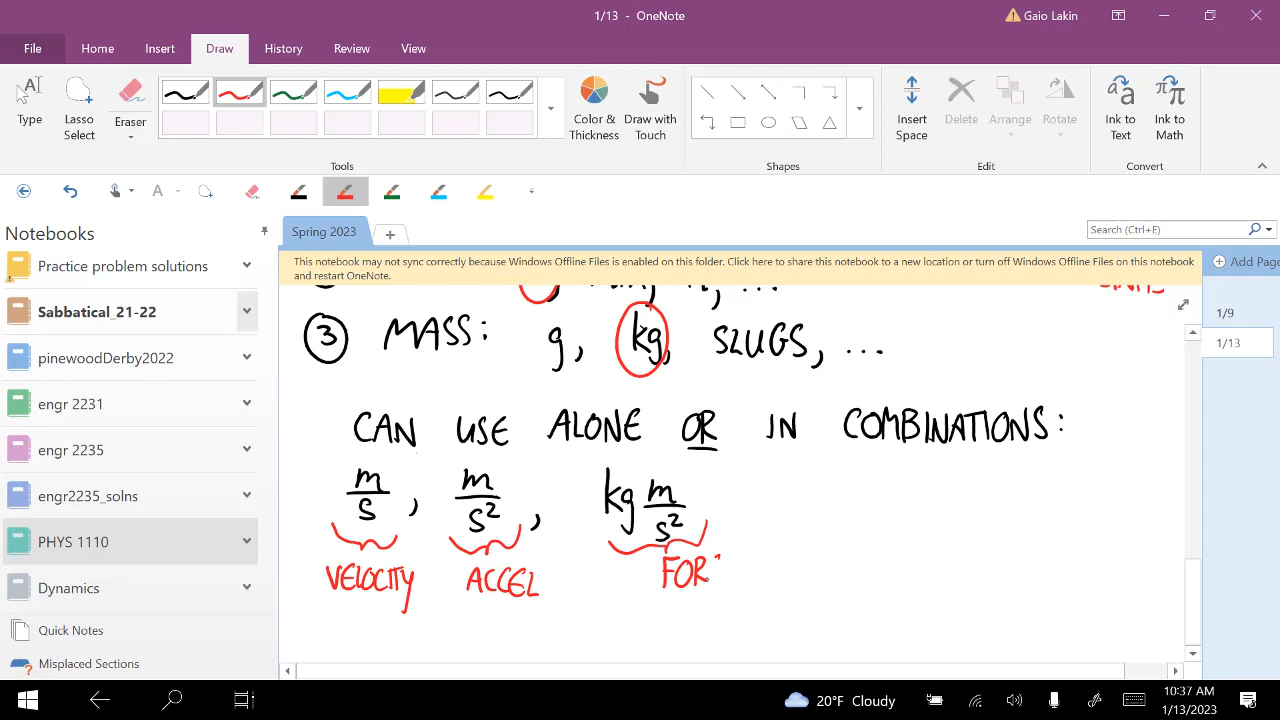 1/13 - OneNote
Gaio Lakin
File Home Insert Draw History Review View
Type
Lasso Select
Eraser
Color & Thickness
Draw with Touch
Insert Space
Delete
Arrange
Rotate
Ink to Text
Ink to Math
Tools
Shapes
Edit
Convert
Notebooks
Spring 2023
Search (Ctrl+E)
This notebook may not sync correctly because Windows Offline Files is enabled on this folder. Click here to share this notebook to a new location or turn off Windows Offline Files on this notebook
and restart OneNote.
Add Page
Practice problem solutions
Sabbatical_21-22
pinewoodDerby2022
engr 2231
engr 2235
engr2235_solns
PHYS 1110
Dynamics
Quick Notes
Misplaced Sections
1/9
1/13
③ MASS: g, kg, SLUGS, ...
CAN USE ALONE OR IN COMBINATIONS:
m/s, m/s², kg m/s²
VELOCITY ACCEL FOR
20°F Cloudy
10:37 AM
1/13/2023